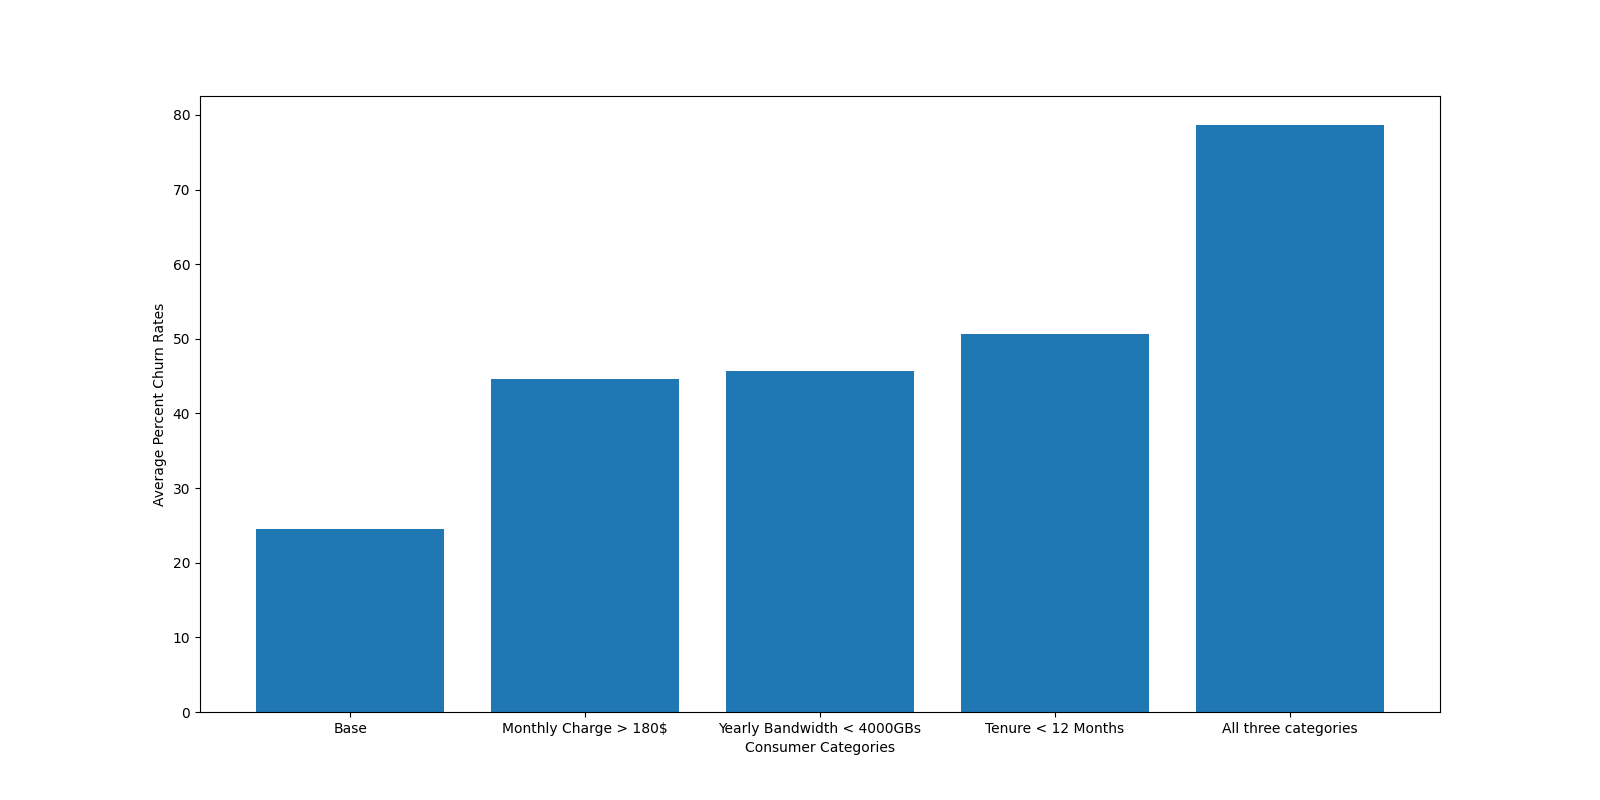 80
70
60
50
40
30
20
10
0
Average Percent Churn Rates
Base
Monthly Charge > 180$
Yearly Bandwidth < 4000GBs
Tenure < 12 Months
All three categories
Consumer Categories